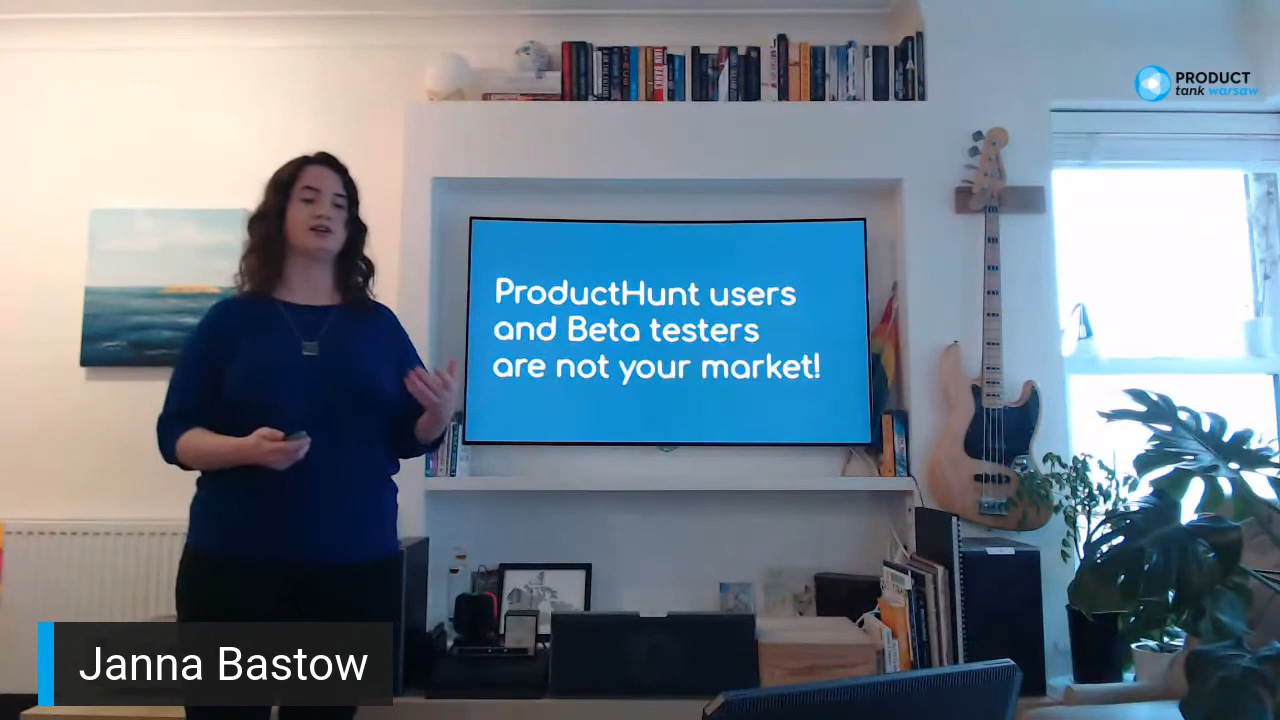 PRODUCT
tank warsaw
ProductHunt users
and Beta testers
are not your market!
Janna Bastow